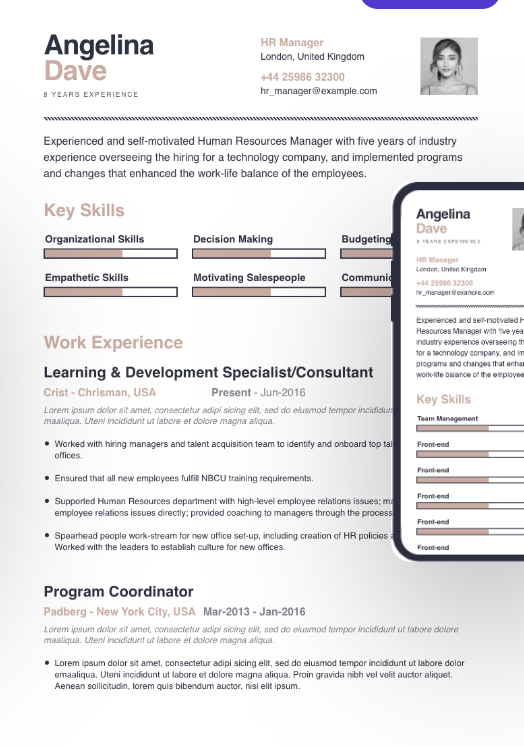 Angelina
Dave
8 YEARS EXPERIENCE
HR Manager
London, United Kingdom
+44 25986 32300
hr_manager@example.com
Experienced and self-motivated Human Resources Manager with five years of industry
experience overseeing the hiring for a technology company, and implemented programs
and changes that enhanced the work-life balance of the employees.
Key Skills
Organizational Skills
Decision Making
Budgeting
Empathetic Skills
Motivating Salespeople
Communic
Work Experience
Learning & Development Specialist/Consultant
Crist - Chrisman, USA Present - Jun-2016
Lorem ipsum dolor sit amet, consectetur adipisci elit, sed do eiusmod tempor incididun
maaliqua. Uteni incididunt ut labore et dolore magna aliqua.
• Worked with hiring managers and talent acquisition team to identify and onboard top tal
offices.
• Ensured that all new employees fulfill NBCU training requirements.
• Supported Human Resources department with high-level employee relations issues; ma
employee relations issues directly; provided coaching to managers through the process
• Spearhead people work-stream for new office set-up, including creation of HR policies a
Worked with the leaders to establish culture for new offices.
Program Coordinator
Padberg - New York City, USA Mar-2013 - Jan-2016
Lorem ipsum dolor sit amet, consectetur adipisci elit, sed do eiusmod tempor incididunt ut labore et dolore
maaliqua. Uteni incididunt ut labore et dolore magna aliqua.
• Lorem ipsum dolor sit amet, consectetur adipisci elit, sed do eiusmod tempor incididunt ut labore et dolor
emaaliqua. Uteni incididunt ut labore et dolore magna aliqua. Proin gravida nibh vel velit auctor aliquet.
Aenean sollicitudin, lorem quis bibendum auctor, nisi elit ipsum.
Angelina
Dave
8 YEARS EXPERIENCE
HR Manager
London, United Kingdom
+44 25986 32300
hr_manager@example.com
Experienced and self-motivated H
Resources Manager with five yea
industry experience overseeing th
for a technology company, and im
programs and changes that enhan
work-life balance of the employee
Key Skills
Team Management
Front-end
Front-end
Front-end
Front-end
Front-end